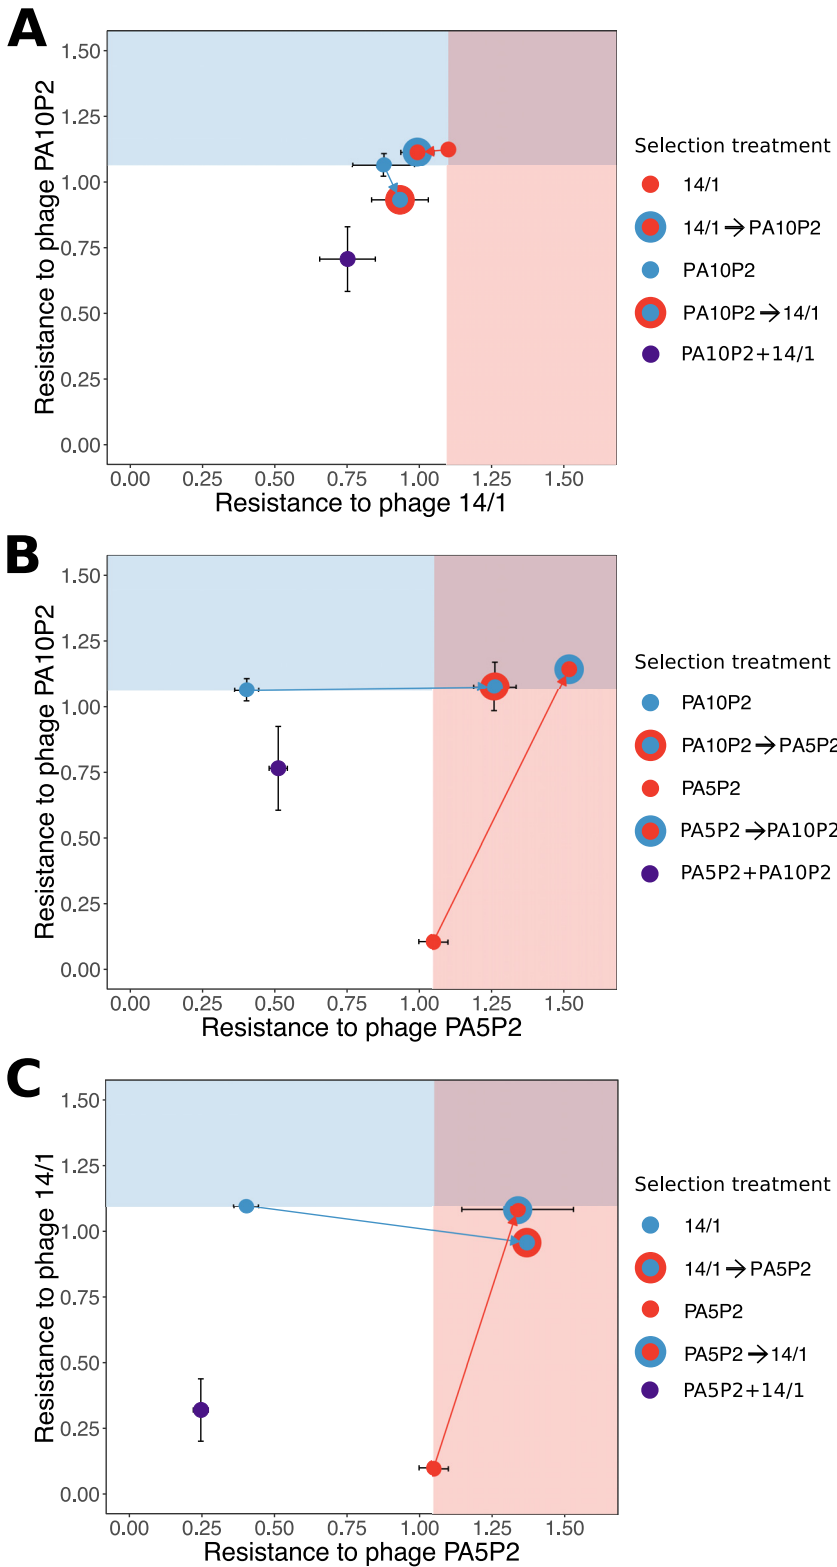 A
Resistance to phage PA10P2
1.50
1.25
1.00
0.75
0.50
0.25
0.00
0.00 0.25 0.50 0.75 1.00 1.25 1.50
Resistance to phage 14/1
Selection treatment
14/1
14/1 → PA10P2
PA10P2
PA10P2 → 14/1
PA10P2+14/1
B
Resistance to phage PA10P2
1.50
1.25
1.00
0.75
0.50
0.25
0.00
0.00 0.25 0.50 0.75 1.00 1.25 1.50
Resistance to phage PA5P2
Selection treatment
PA10P2
PA10P2 → PA5P2
PA5P2
PA5P2 → PA10P2
PA5P2+PA10P2
C
Resistance to phage 14/1
1.50
1.25
1.00
0.75
0.50
0.25
0.00
0.00 0.25 0.50 0.75 1.00 1.25 1.50
Resistance to phage PA5P2
Selection treatment
14/1
14/1 → PA5P2
PA5P2
PA5P2 → 14/1
PA5P2+14/1